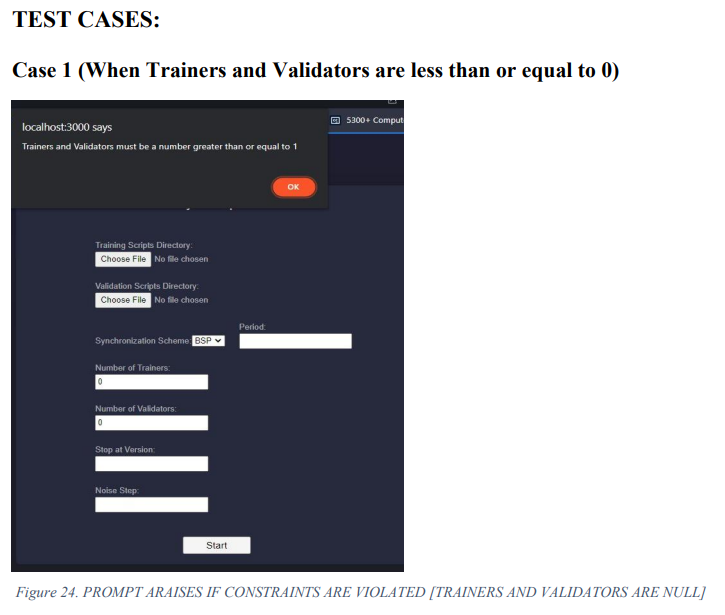 TEST CASES:
Case 1 (When Trainers and Validators are less than or equal to 0)
5300+ Comput
localhost:3000 says
Trainers and Validators must be a number greater than or equal to 1
OK
Training Scripts Directory:
Choose File No file chosen
Validation Scripts Directory:
Choose File No file chosen
Period:
Synchronization Scheme: BSP
Number of Trainers:
0
Number of Validators:
0
Stop at Version:
Noise Step:
Start
Figure 24. PROMPT ARAISES IF CONSTRAINTS ARE VIOLATED [TRAINERS AND VALIDATORS ARE NULL]